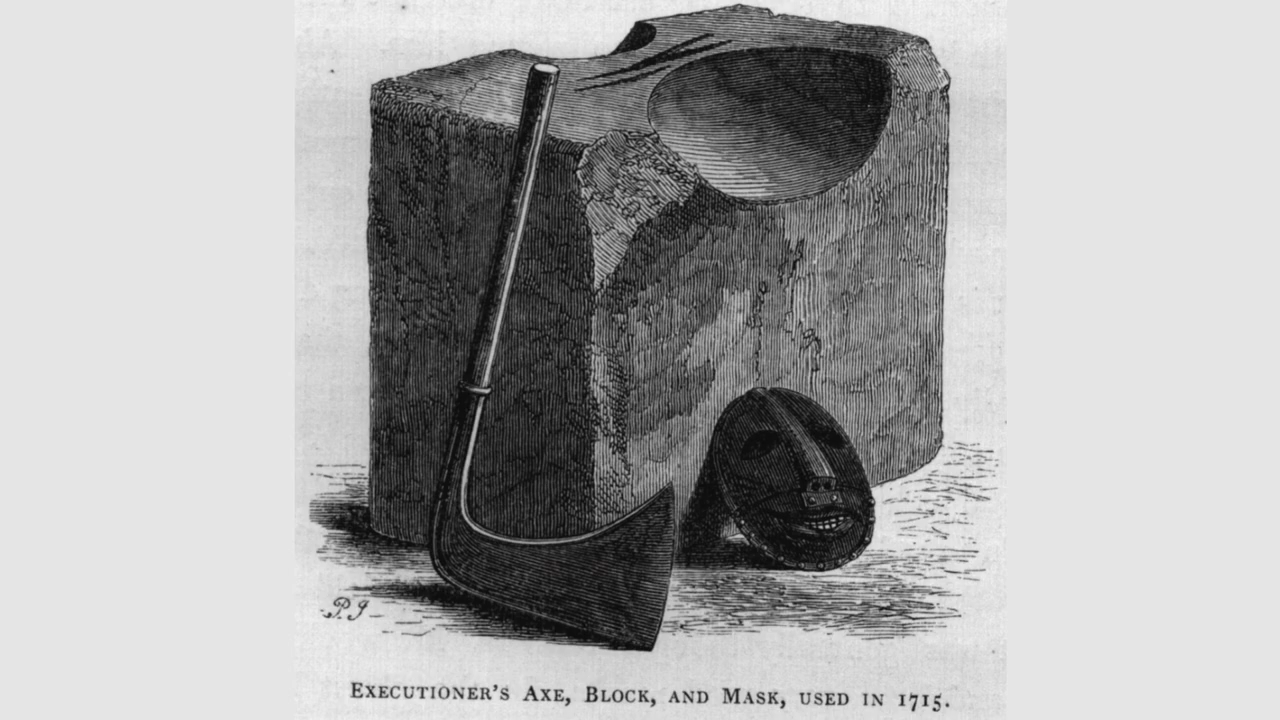 P.J
EXECUTIONER'S AXE, BLOCK, AND MASK, USED IN 1715.